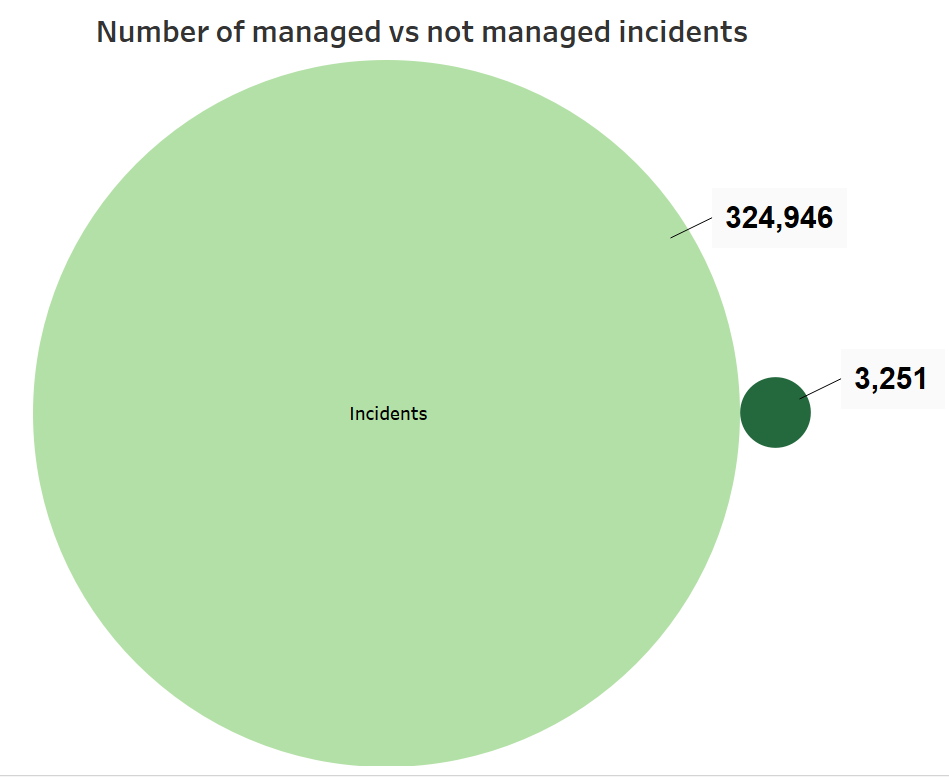 Number of managed vs not managed incidents
324,946
3,251
Incidents